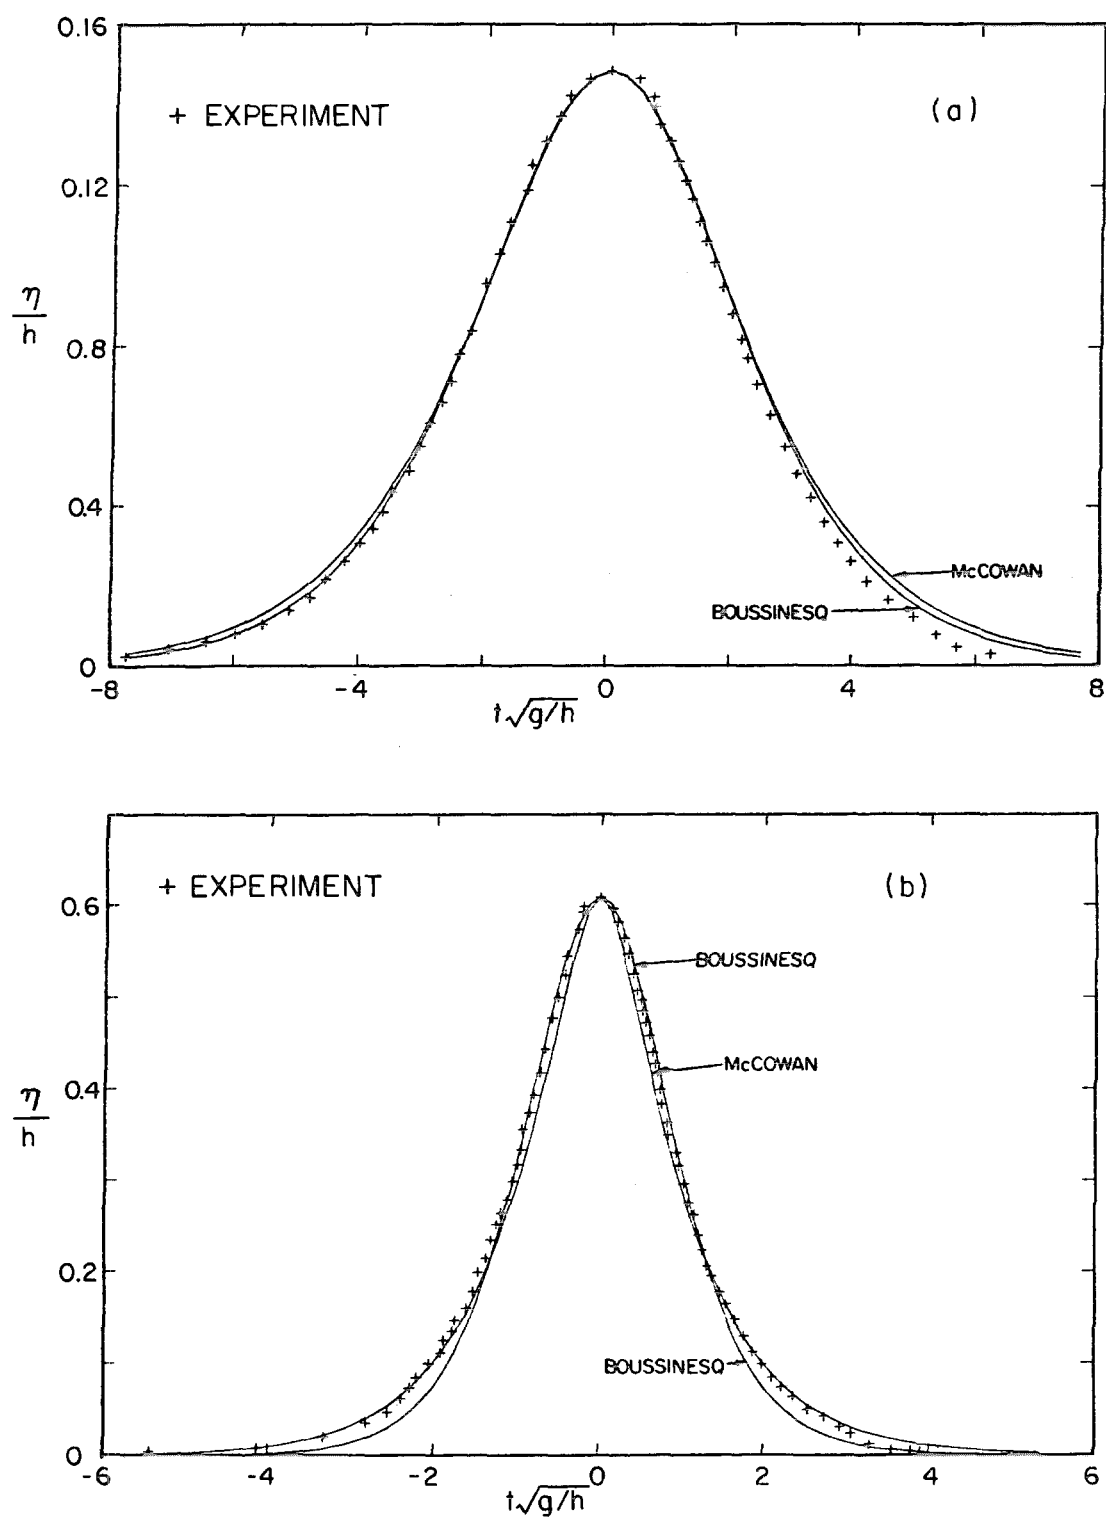 0.16
+ EXPERIMENT (a)
0.12
η/h
0.8
0.4
McCOWAN
BOUSSINESQ
0
-8 -4 0 4 8
t√g/h
+ EXPERIMENT (b)
0.6
BOUSSINESQ
McCOWAN
0.4
η/h
0.2
BOUSSINESQ
0
-6 -4 -2 0 2 4 6
t√g/h